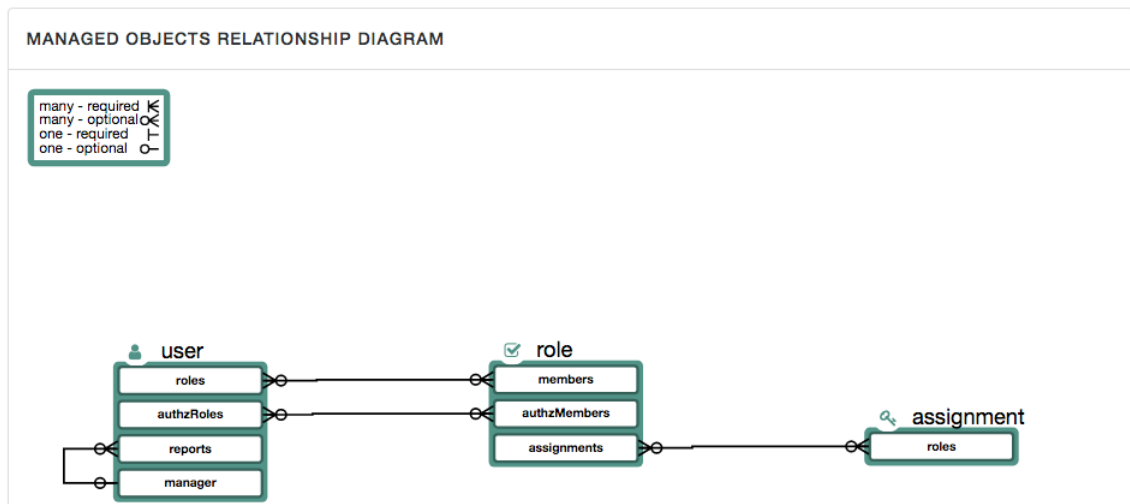 MANAGED OBJECTS RELATIONSHIP DIAGRAM
many - required
many - optional
one - required
one - optional
user
roles
authzRoles
reports
manager
role
members
authzMembers
assignments
assignment
roles